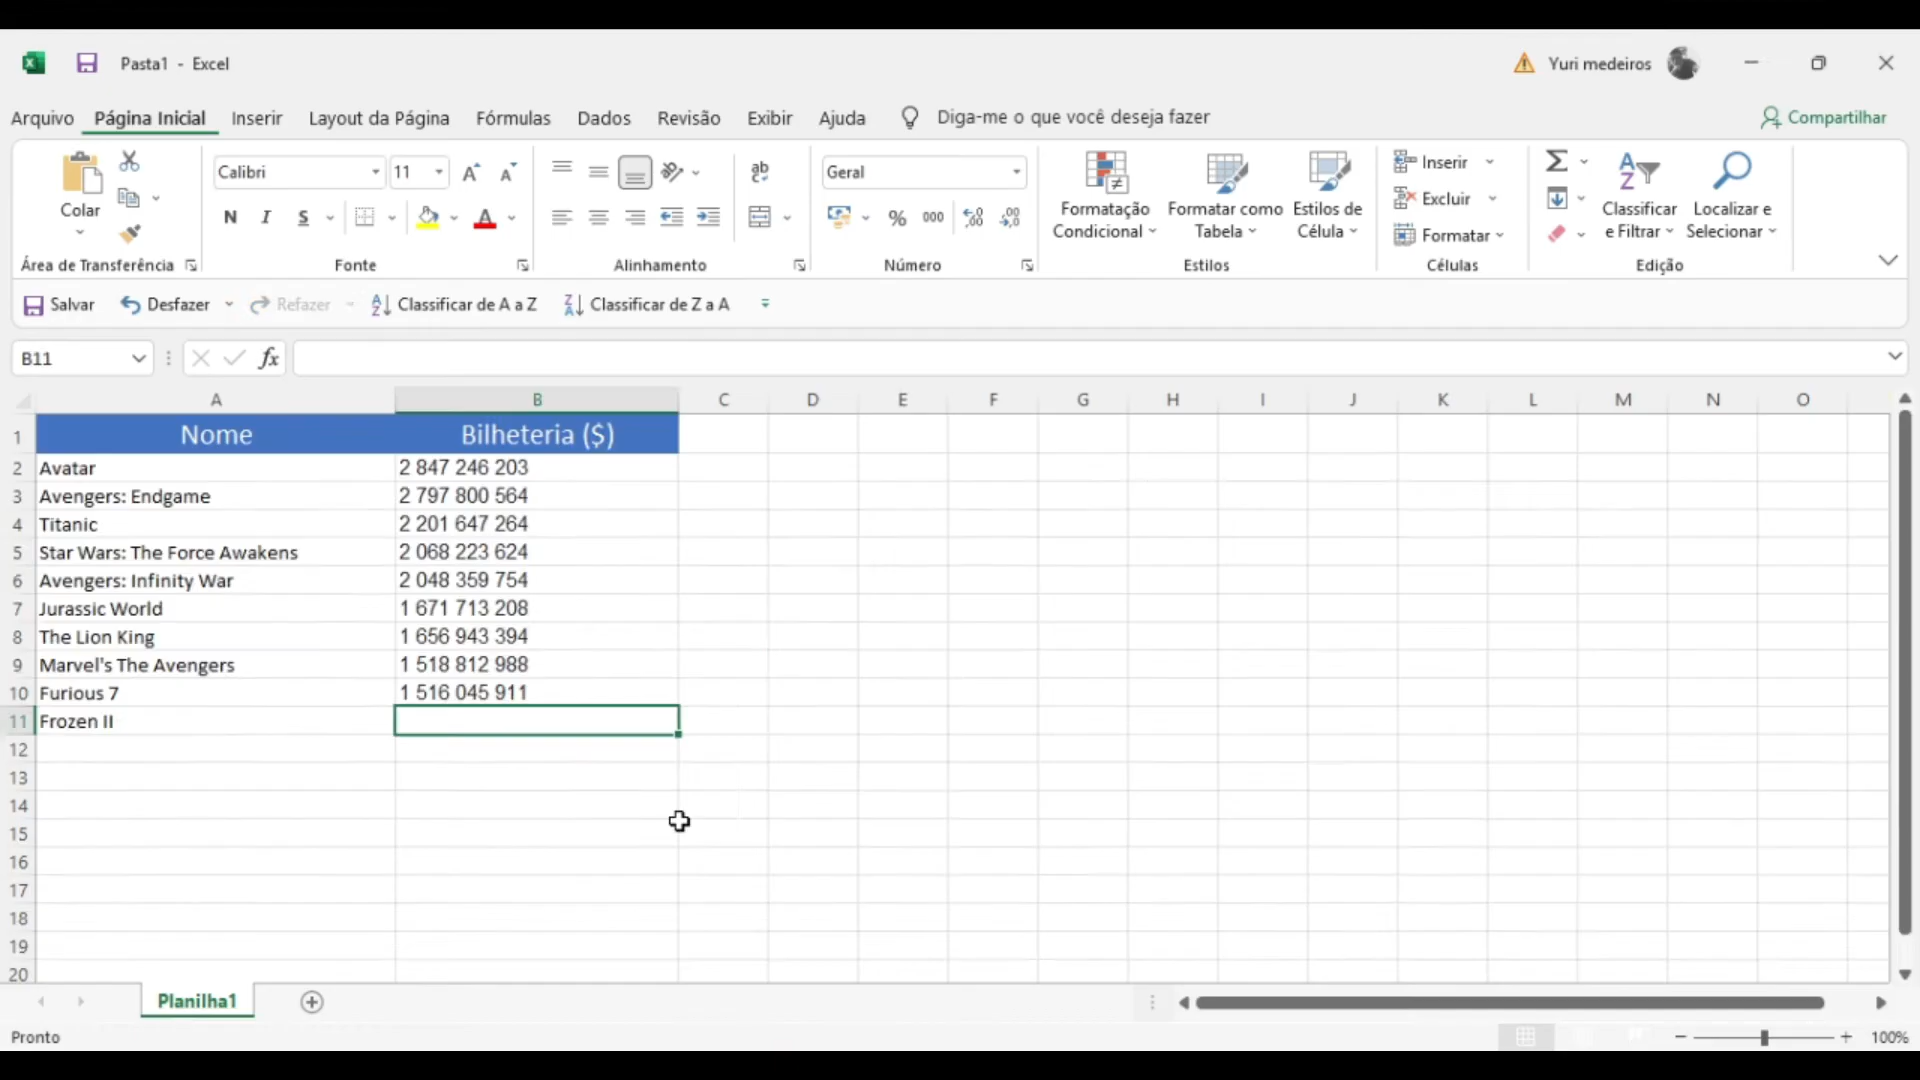 Pasta1 - Excel
Yuri medeiros
Arquivo Página Inicial Inserir Layout da Página Fórmulas Dados Revisão Exibir Ajuda Diga-me o que você deseja fazer Compartilhar
Colar
Área de Transferência
Calibri 11
N I S A
Fonte
ab
Alinhamento
Geral
% 000
Número
Formatação Condicional
Formatar como Tabela
Estilos de Célula
Estilos
Inserir
Excluir
Formatar
Células
Classificar e Filtrar
Localizar e Selecionar
Edição
Salvar Desfazer Refazer Classificar de A a Z Classificar de Z a A
B11 fx
A B C D E F G H I J K L M N O
1 Nome Bilheteria ($)
2 Avatar 2 847 246 203
3 Avengers: Endgame 2 797 800 564
4 Titanic 2 201 647 264
5 Star Wars: The Force Awakens 2 068 223 624
6 Avengers: Infinity War 2 048 359 754
7 Jurassic World 1 671 713 208
8 The Lion King 1 656 943 394
9 Marvel's The Avengers 1 518 812 988
10 Furious 7 1 516 045 911
11 Frozen II
12
13
14
15
16
17
18
19
20
Planilha1
Pronto
100%